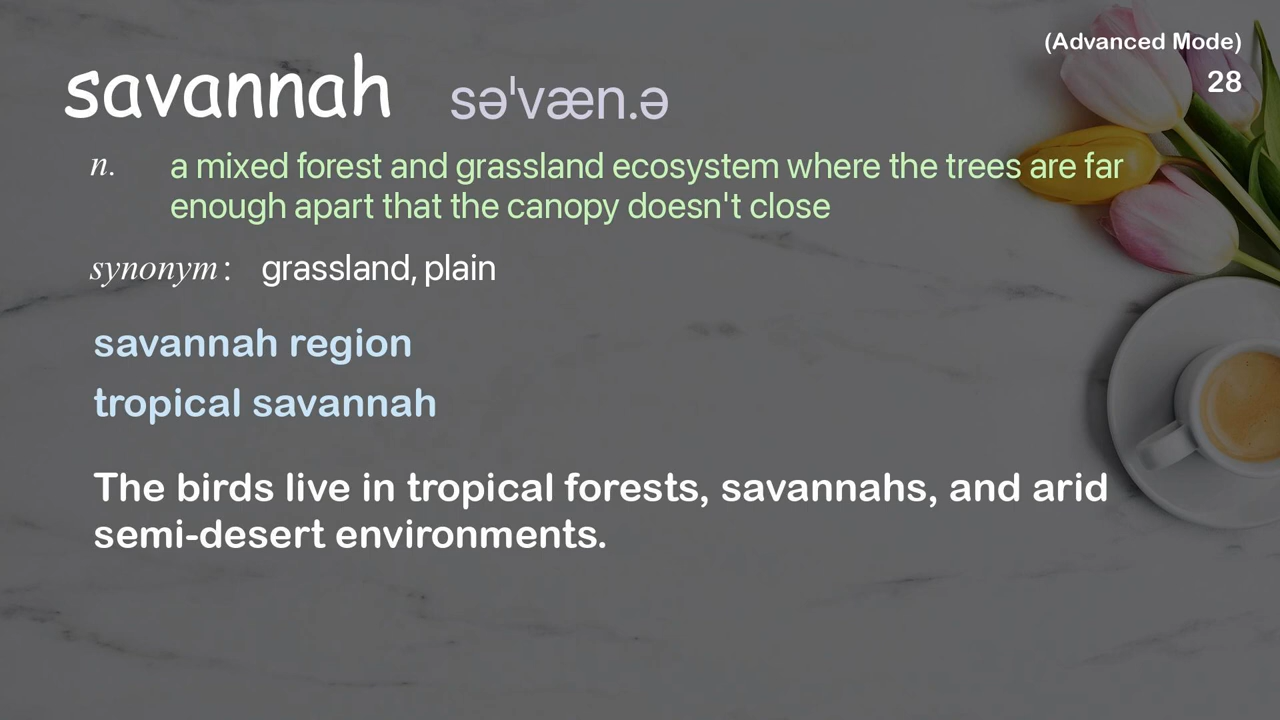 (Advanced Mode)
28
savannah səˈvæn.ə
n. a mixed forest and grassland ecosystem where the trees are far
enough apart that the canopy doesn't close
synonym: grassland, plain
savannah region
tropical savannah
The birds live in tropical forests, savannahs, and arid
semi-desert environments.